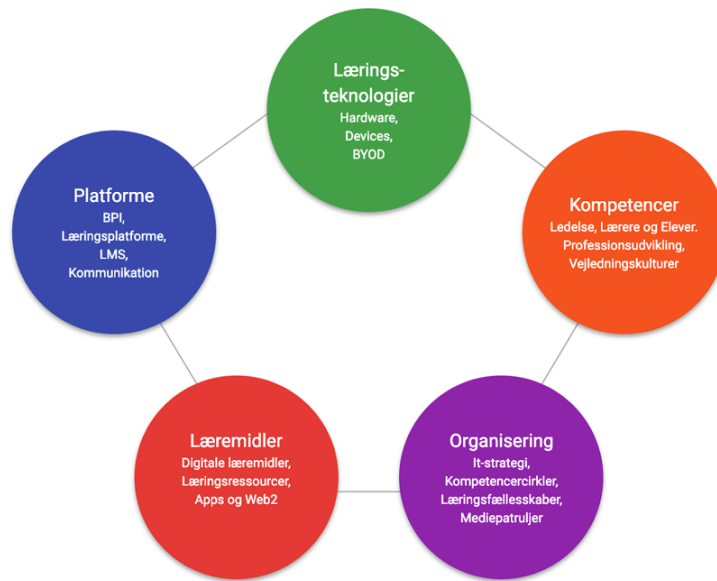 Lærings-
teknologier
Hardware,
Devices,
BYOD
Platforme
BPI,
Læringsplatforme,
LMS,
Kommunikation
Kompetencer
Ledelse, Lærere og Elever.
Professionsudvikling,
Vejledningskulturer
Læremidler
Digitale læremidler,
Læringsressourcer,
Apps og Web2
Organisering
It-strategi,
Kompetencercirkler,
Læringsfællesskaber,
Mediepatruljer